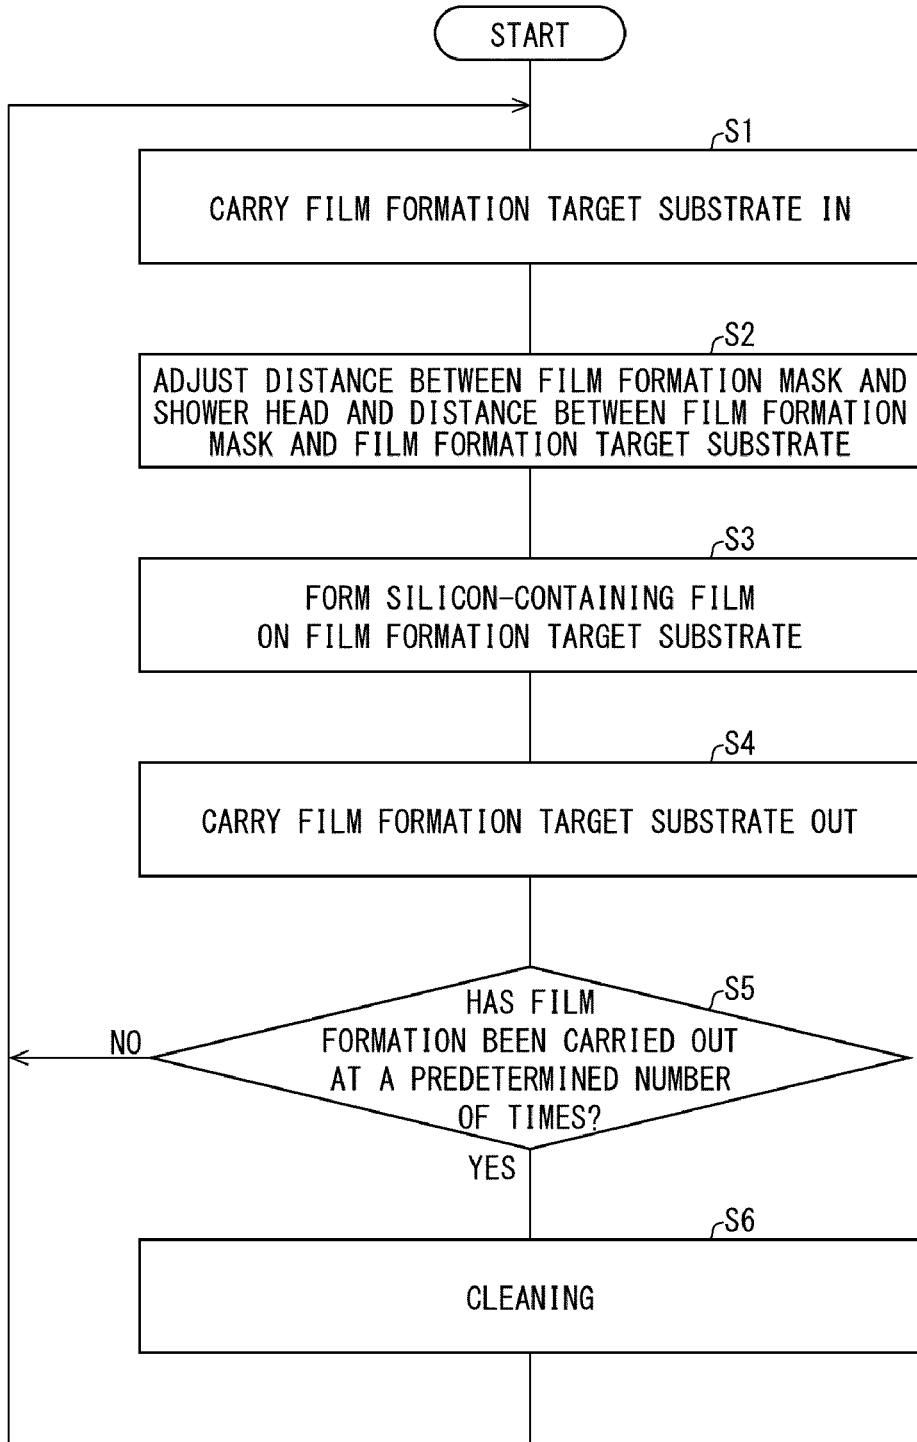 START
S1
CARRY FILM FORMATION TARGET SUBSTRATE IN
S2
ADJUST DISTANCE BETWEEN FILM FORMATION MASK AND
SHOWER HEAD AND DISTANCE BETWEEN FILM FORMATION
MASK AND FILM FORMATION TARGET SUBSTRATE
S3
FORM SILICON-CONTAINING FILM
ON FILM FORMATION TARGET SUBSTRATE
S4
CARRY FILM FORMATION TARGET SUBSTRATE OUT
S5
HAS FILM
FORMATION BEEN CARRIED OUT
AT A PREDETERMINED NUMBER
OF TIMES?
NO
YES
S6
CLEANING